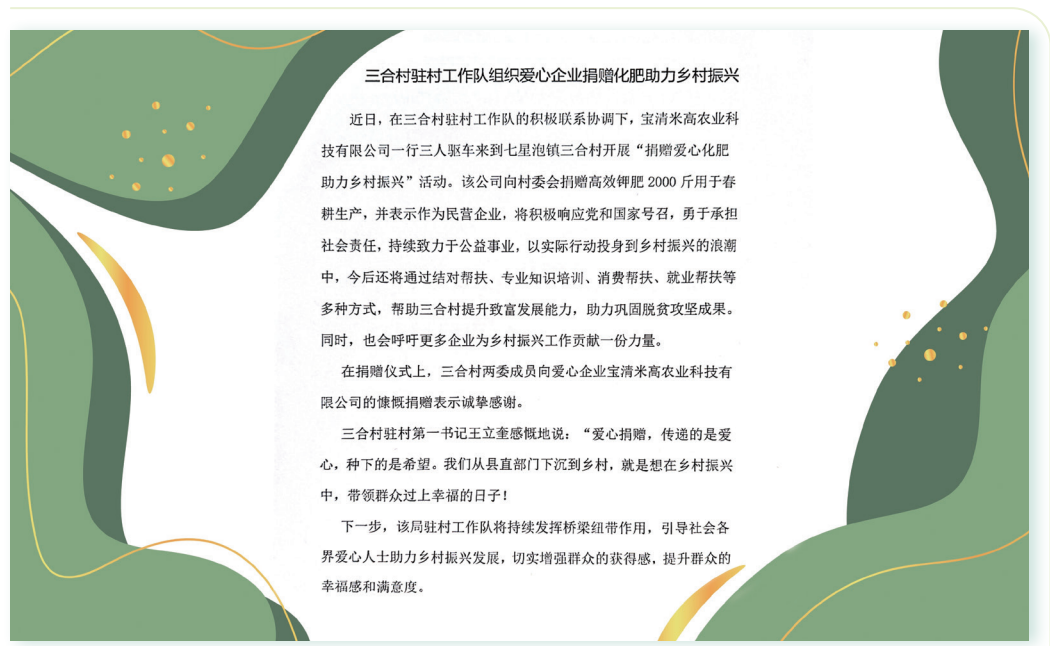 三合村驻村工作队组织爱心企业捐赠化肥助力乡村振兴
近日，在三合村驻村工作队的积极联系协调下，宝清米高农业科
技有限公司一行三人驱车来到七星泡镇三合村开展“捐赠爱心化肥
助力乡村振兴”活动。该公司向村委会捐赠高效钾肥 2000 斤用于春
耕生产，并表示作为民营企业，将积极响应党和国家号召，勇于承担
社会责任，持续致力于公益事业，以实际行动投身到乡村振兴的浪潮
中，今后还将通过结对帮扶、专业知识培训、消费帮扶、就业帮扶等
多种方式，帮助三合村提升致富发展能力，助力巩固脱贫攻坚成果。
同时，也会呼吁更多企业为乡村振兴工作贡献一份力量。
在捐赠仪式上，三合村两委成员向爱心企业宝清米高农业科技有
限公司的慷慨捐赠表示诚挚感谢。
三合村驻村第一书记王立奎感慨地说：“爱心捐赠，传递的是爱
心，种下的是希望。我们从县直部门下沉到乡村，就是想在乡村振兴
中，带领群众过上幸福的日子！
下一步，该局驻村工作队将持续发挥桥梁纽带作用，引导社会各
界爱心人士助力乡村振兴发展，切实增强群众的获得感，提升群众的
幸福感和满意度。